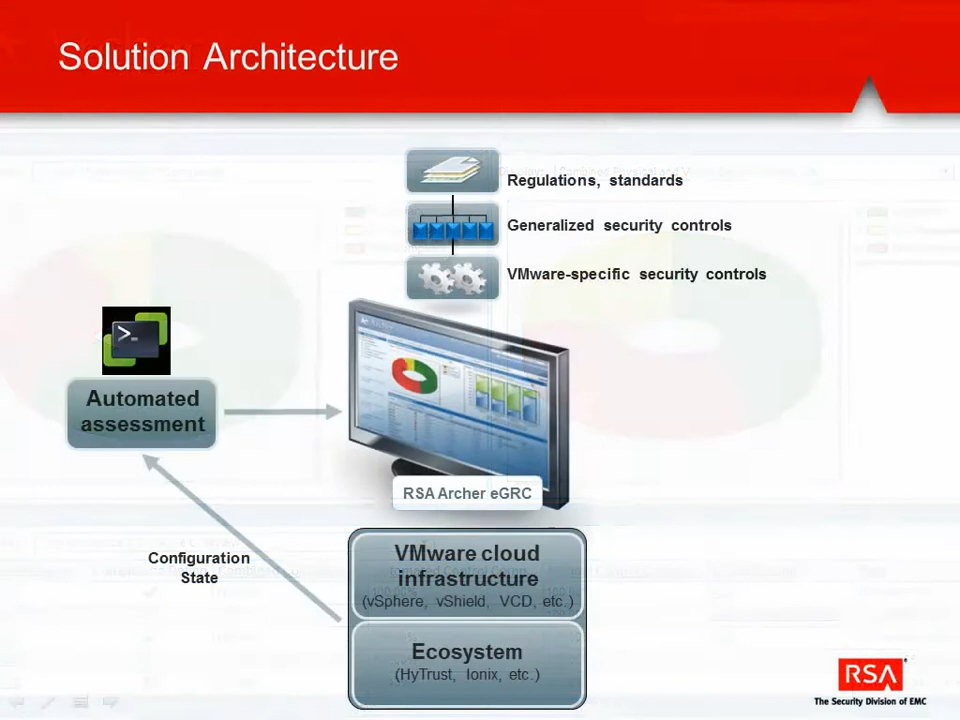 Solution Architecture
Regulations, standards
Generalized security controls
VMware-specific security controls
>_
Automated
assessment
RSA Archer eGRC
Configuration
State
VMware cloud
infrastructure
(vSphere, vShield, VCD, etc.)
Ecosystem
(HyTrust, Ionix, etc.)
RSA
The Security Division of EMC